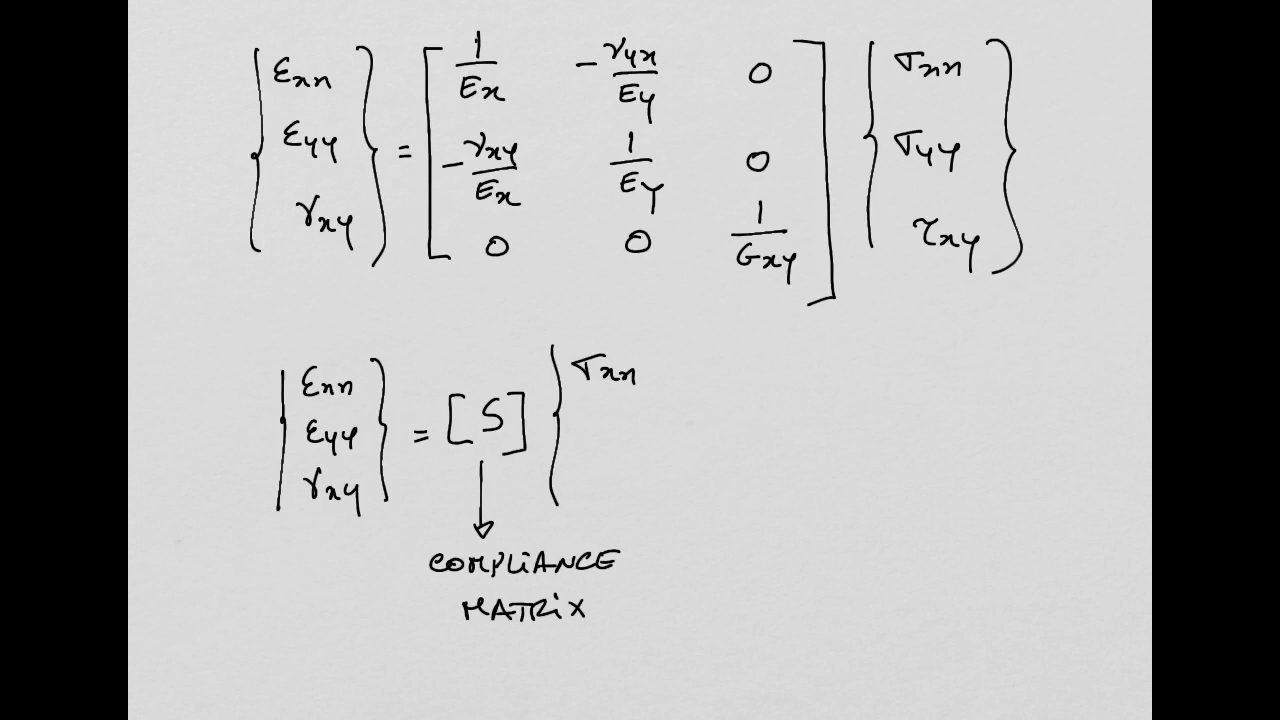 { εxx εyy γxy } = [ 1/Ex -νyx/Ey 0
-νxy/Ex 1/Ey 0
0 0 1/Gxy ] { σxx σyy τxy }
{ εxx εyy γxy } = [S] { σxx
COMPLIANCE
MATRIX